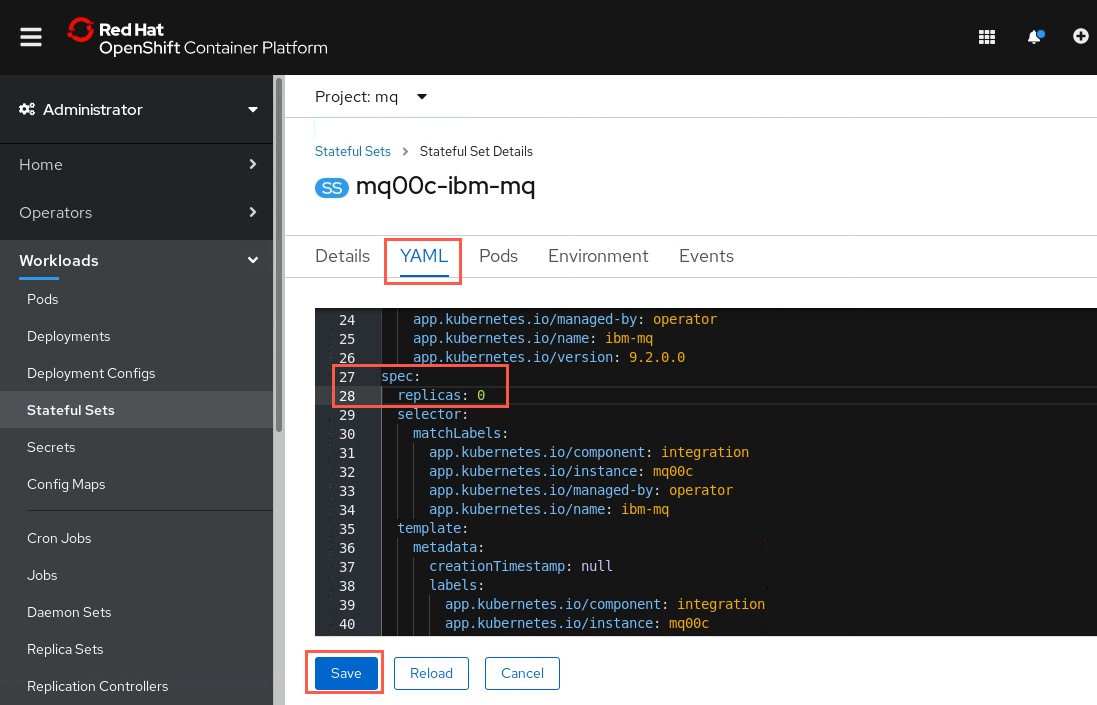 Red Hat
OpenShift Container Platform
Administrator
Home
Operators
Workloads
Pods
Deployments
Deployment Configs
Stateful Sets
Secrets
Config Maps
Cron Jobs
Jobs
Daemon Sets
Replica Sets
Replication Controllers
Project: mq
Stateful Sets > Stateful Set Details
SS mq00c-ibm-mq
Details YAML Pods Environment Events
24 app.kubernetes.io/managed-by: operator
25 app.kubernetes.io/name: ibm-mq
26 app.kubernetes.io/version: 9.2.0.0
27 spec:
28 replicas: 0
29 selector:
30 matchLabels:
31 app.kubernetes.io/component: integration
32 app.kubernetes.io/instance: mq00c
33 app.kubernetes.io/managed-by: operator
34 app.kubernetes.io/name: ibm-mq
35 template:
36 metadata:
37 creationTimestamp: null
38 labels:
39 app.kubernetes.io/component: integration
40 app.kubernetes.io/instance: mq00c
Save Reload Cancel